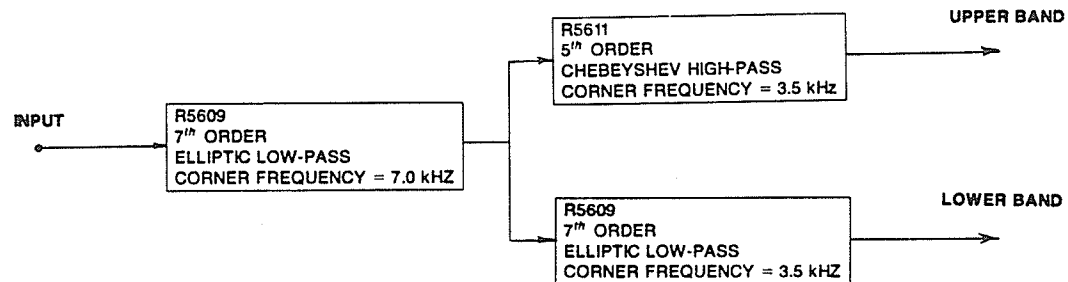 UPPER BAND
R5611
5th ORDER
CHEBEYSHEV HIGH-PASS
CORNER FREQUENCY = 3.5 kHz
INPUT
R5609
7th ORDER
ELLIPTIC LOW-PASS
CORNER FREQUENCY = 7.0 kHZ
LOWER BAND
R5609
7th ORDER
ELLIPTIC LOW-PASS
CORNER FREQUENCY = 3.5 kHZ